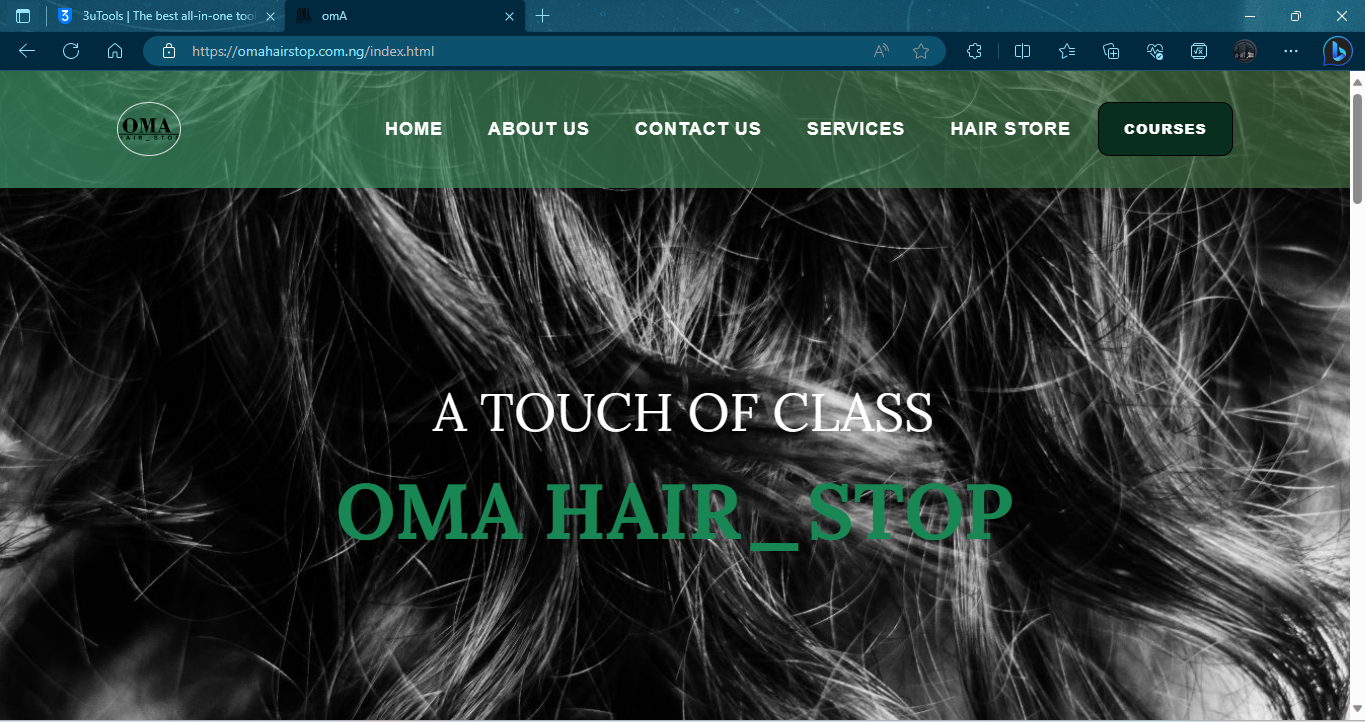 3uTools | The best all-in-one tool
omA
https://omahairstop.com.ng/index.html
OMA
HAIR_STOP
HOME
ABOUT US
CONTACT US
SERVICES
HAIR STORE
COURSES
A TOUCH OF CLASS
OMA HAIR_STOP